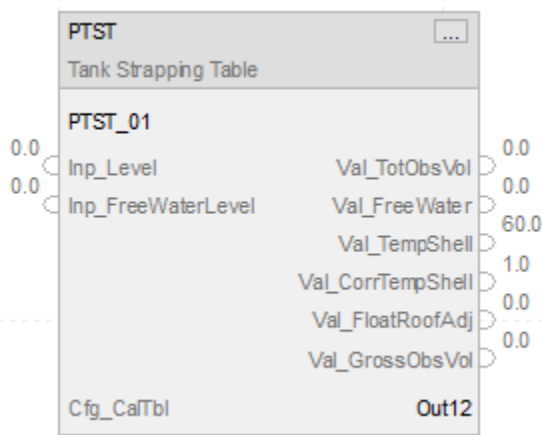 PTST ...
Tank Strapping Table
PTST_01
0.0 Inp_Level Val_TotObsVol 0.0
0.0 Inp_FreeWaterLevel Val_FreeWater 0.0
Val_TempShell 60.0
Val_CorrTempShell 1.0
Val_FloatRoofAdj 0.0
Val_GrossObsVol 0.0
Cfg_CalTbl Out12